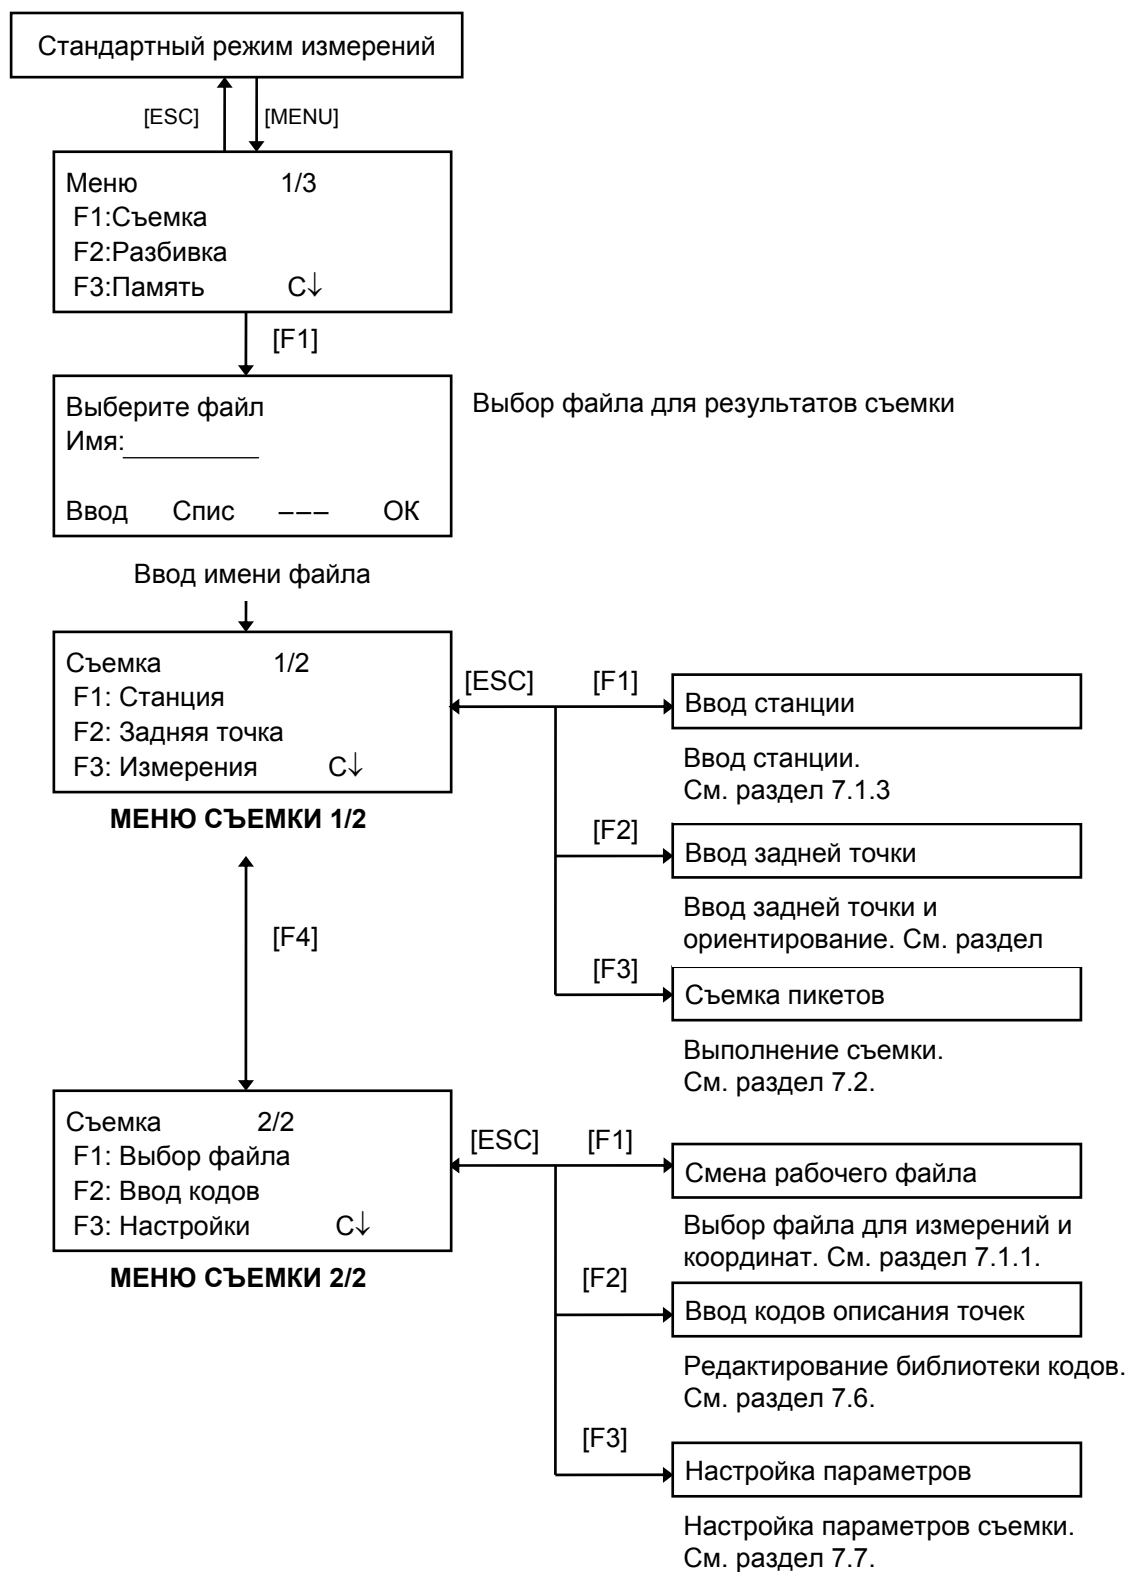 Стандартный режим измерений
[ESC] [MENU]
Меню 1/3
F1:Съемка
F2:Разбивка
F3:Память С↓
[F1]
Выберите файл
Имя:__________
Ввод Спис ––– ОК
Выбор файла для результатов съемки
Ввод имени файла
Съемка 1/2
F1: Станция
F2: Задняя точка
F3: Измерения С↓
МЕНЮ СЪЕМКИ 1/2
[ESC] [F1]
Ввод станции
Ввод станции.
См. раздел 7.1.3
[F2]
Ввод задней точки
Ввод задней точки и
ориентирование. См. раздел
[F3]
Съемка пикетов
Выполнение съемки.
См. раздел 7.2.
[F4]
Съемка 2/2
F1: Выбор файла
F2: Ввод кодов
F3: Настройки С↓
МЕНЮ СЪЕМКИ 2/2
[ESC] [F1]
Смена рабочего файла
Выбор файла для измерений и
координат. См. раздел 7.1.1.
[F2]
Ввод кодов описания точек
Редактирование библиотеки кодов.
См. раздел 7.6.
[F3]
Настройка параметров
Настройка параметров съемки.
См. раздел 7.7.